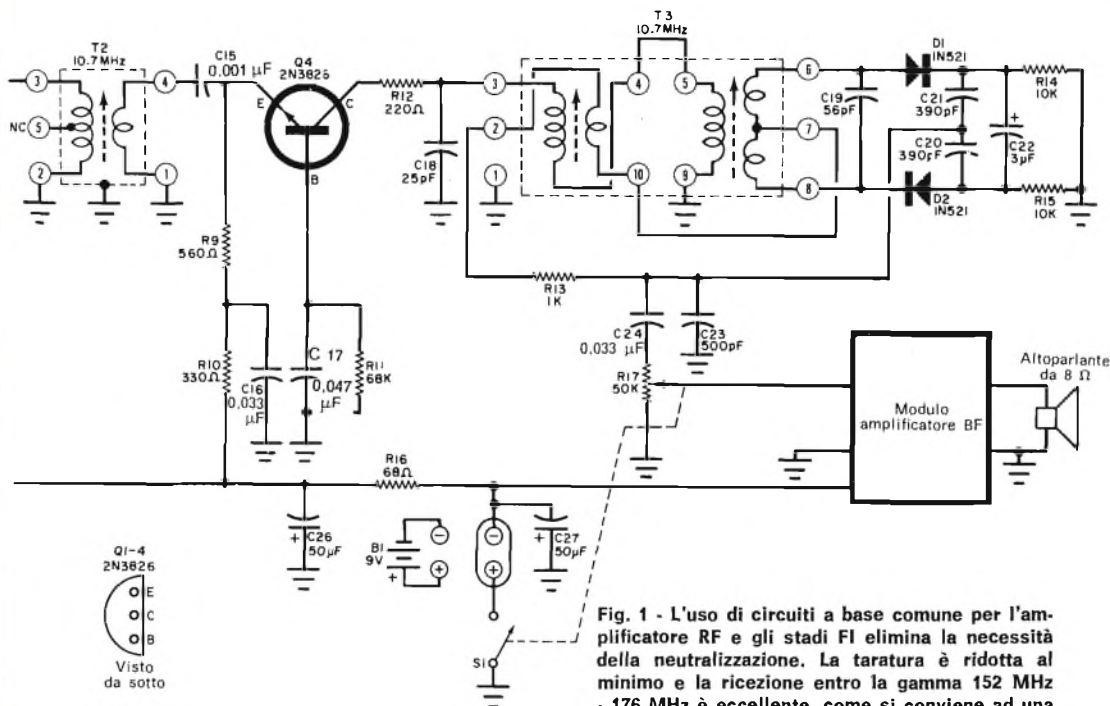 T2
10.7MHz
C15
0,001 µF
Q4
2N3826
E
C
B
R12
220Ω
C18
25pF
T3
10.7MHz
3
4
NC 5
2
1
3
2
1
4
5
10
9
6
7
8
C19
56pF
D1
IN521
C21
390pF
C20
390pF
D2
IN521
C22
3µF
+
R14
10K
R15
10K
R9
560Ω
R10
330Ω
C16
0,033
µF
C 17
0,047
µF
R11
68K
R13
1K
C24
0,033 µF
C23
500pF
R17
50K
Modulo
amplificatore BF
Altoparlante
da 8 Ω
R16
68Ω
C26
+ 50µF
B1
9V
+
−
+
−
+
C27
+ 50µF
S1
Q1-4
2N3826
E
C
B
Visto
da sotto
Fig. 1 - L'uso di circuiti a base comune per l'am-
plificatore RF e gli stadi FI elimina la necessità
della neutralizzazione. La taratura è ridotta al
minimo e la ricezione entro la gamma 152 MHz
- 176 MHz è eccellente, come si conviene ad una